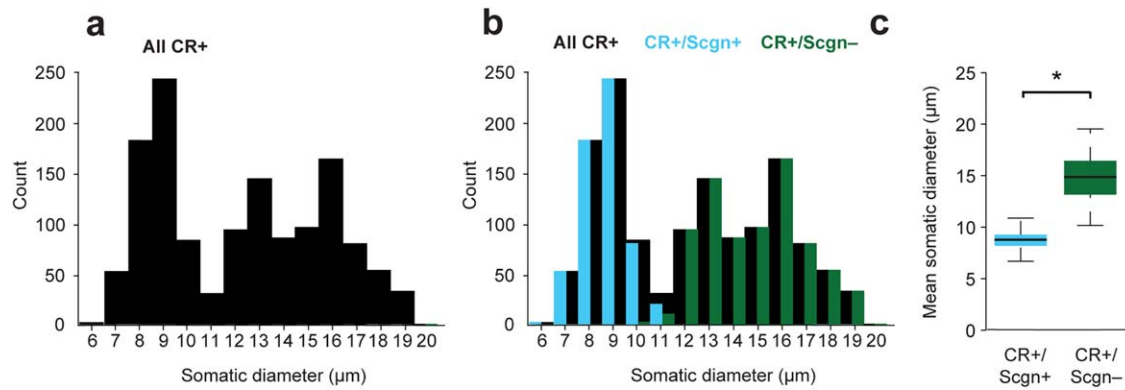 a
All CR+
250
200
150
100
50
0
Count
6 7 8 9 10 11 12 13 14 15 16 17 18 19 20
Somatic diameter (µm)
b
All CR+ CR+/Scgn+ CR+/Scgn–
250
200
150
100
50
0
Count
6 7 8 9 10 11 12 13 14 15 16 17 18 19 20
Somatic diameter (µm)
c
25
20
15
10
5
0
Mean somatic diameter (µm)
*
CR+/
Scgn+
CR+/
Scgn–